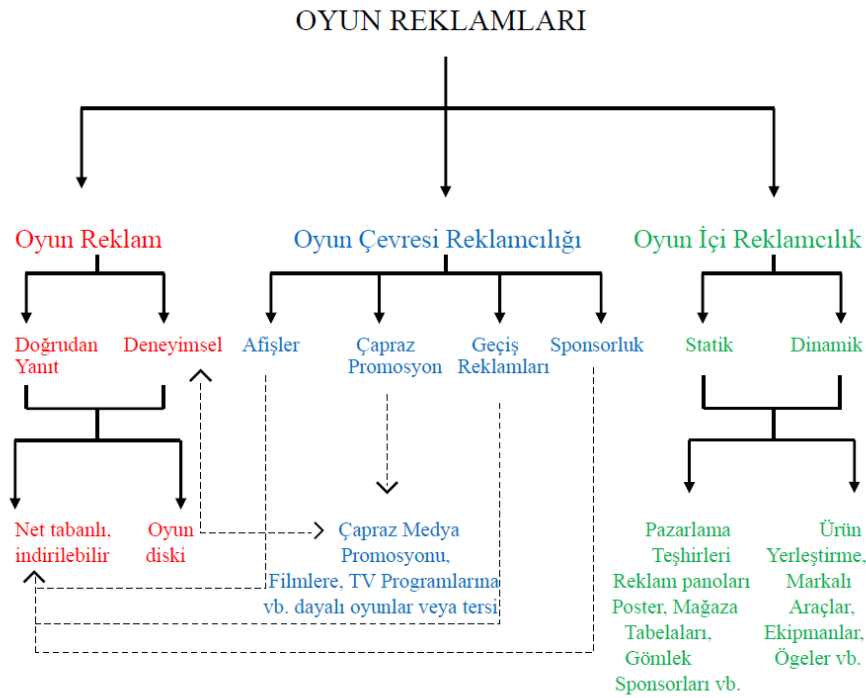 OYUN REKLAMLARI
Oyun Reklam
Oyun Çevresi Reklamcılığı
Oyun İçi Reklamcılık
Doğrudan
Yanıt
Deneyimsel
Afişler
Çapraz
Promosyon
Geçiş
Reklamları
Sponsorluk
Statik
Dinamik
Net tabanlı,
indirilebilir
Oyun
diski
Çapraz Medya
Promosyonu,
Filmlere, TV Programlarına
vb. dayalı oyunlar veya tersi
Pazarlama
Teşhirleri
Reklam panoları
Poster, Mağaza
Tabelaları,
Gömlek
Sponsorları vb.
Ürün
Yerleştirme,
Markalı
Araçlar,
Ekipmanlar,
Ögeler vb.